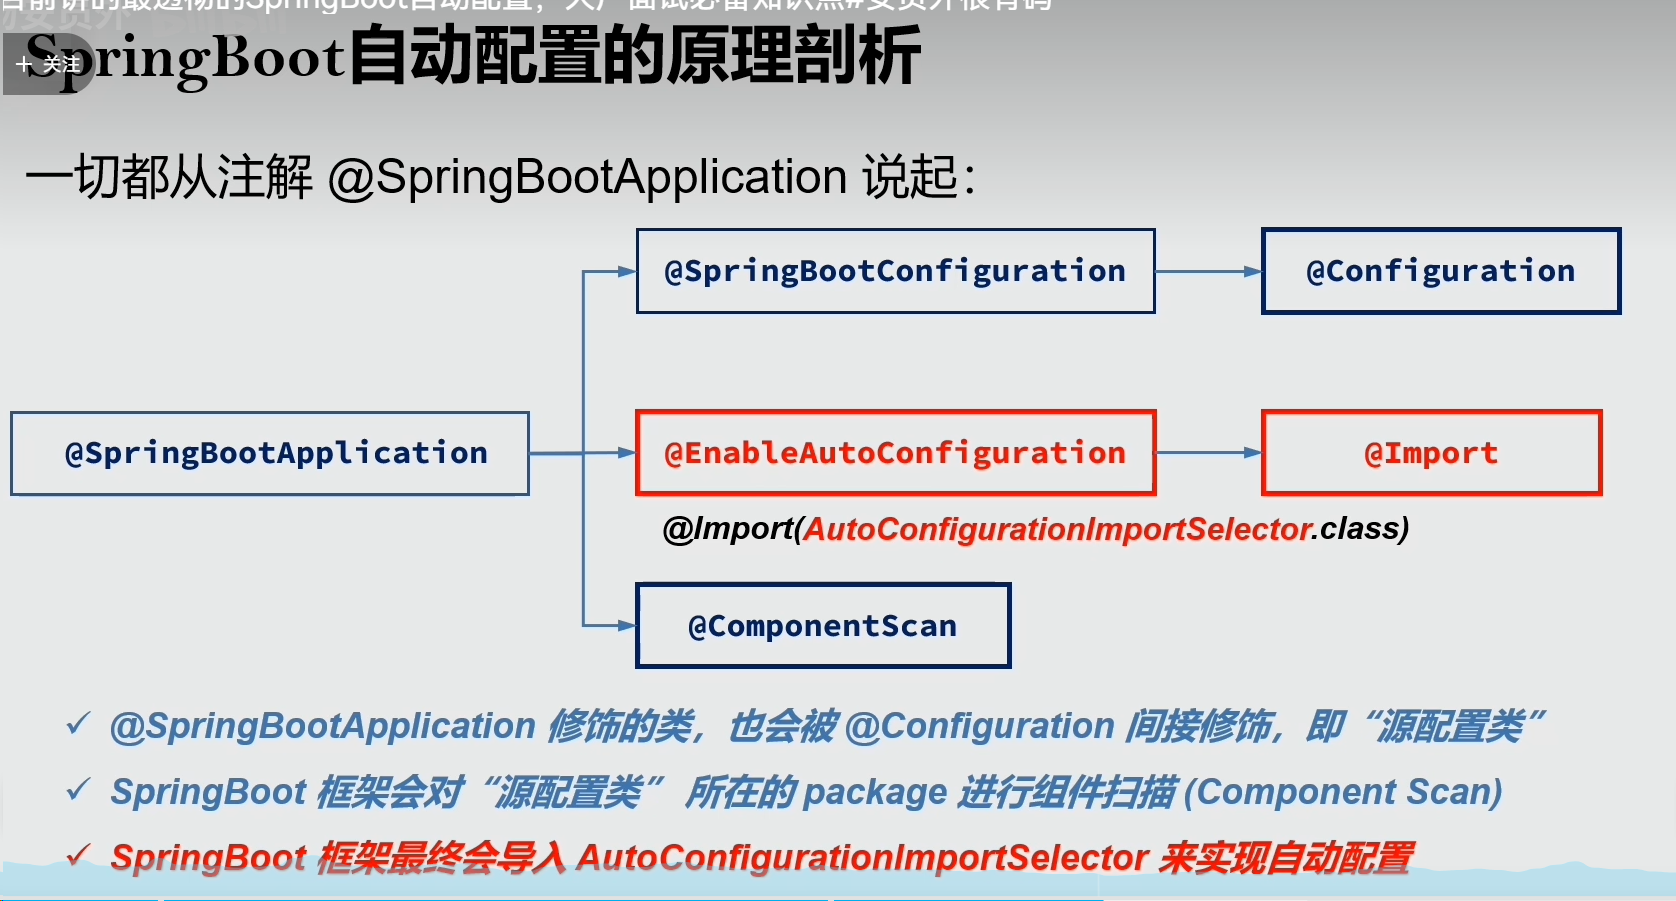 SpringBoot自动配置的原理剖析
+ 关注
一切都从注解 @SpringBootApplication 说起：
@SpringBootConfiguration
@Configuration
@SpringBootApplication
@EnableAutoConfiguration
@Import
@Import(AutoConfigurationImportSelector.class)
@ComponentScan
✓ @SpringBootApplication 修饰的类，也会被 @Configuration 间接修饰，即“源配置类”
✓ SpringBoot 框架会对“源配置类” 所在的 package 进行组件扫描 (Component Scan)
✓ SpringBoot 框架最终会导入 AutoConfigurationImportSelector 来实现自动配置